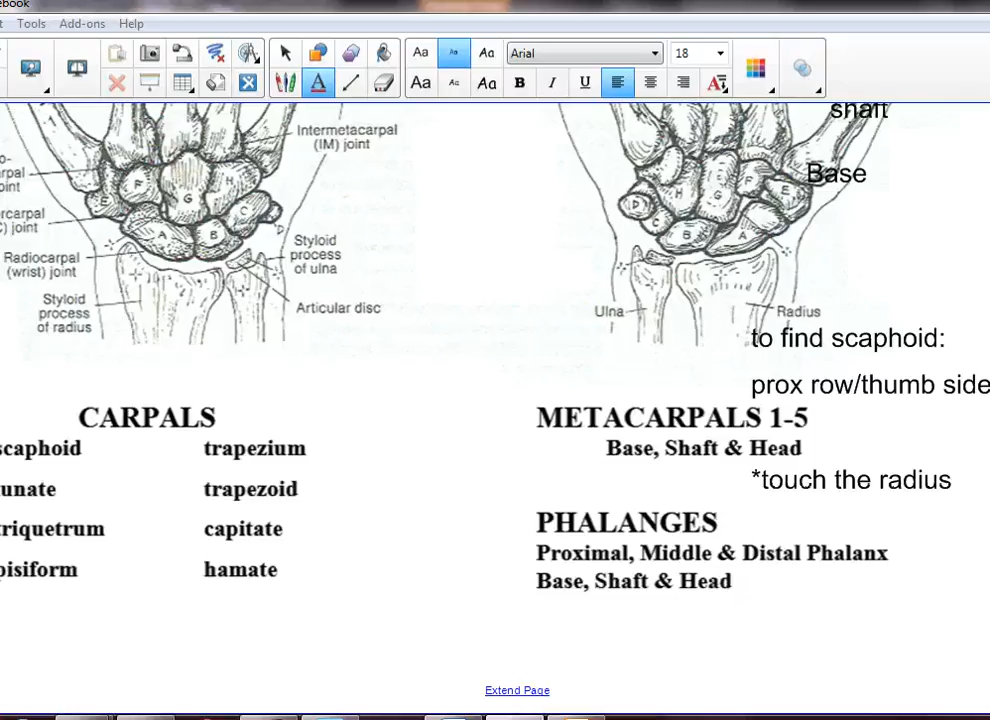 ebook
t Tools Add-ons Help
Aa Aa Aa Arial 18
Aa Aa Aa B I U
shaft
Base
Intermetacarpal
(IM) joint
o-
rpal
oint
rcarpal
C) joint
Radiocarpal
(wrist) joint
Styloid
process
of radius
Styloid
process
of ulna
Articular disc
F
G
H
E
C
A
B
D
H
G
F
E
D
C
B
A
Ulna
Radius
to find scaphoid:
prox row/thumb side
*touch the radius
CARPALS
scaphoid trapezium
unate trapezoid
triquetrum capitate
pisiform hamate
METACARPALS 1-5
Base, Shaft & Head
PHALANGES
Proximal, Middle & Distal Phalanx
Base, Shaft & Head
Extend Page